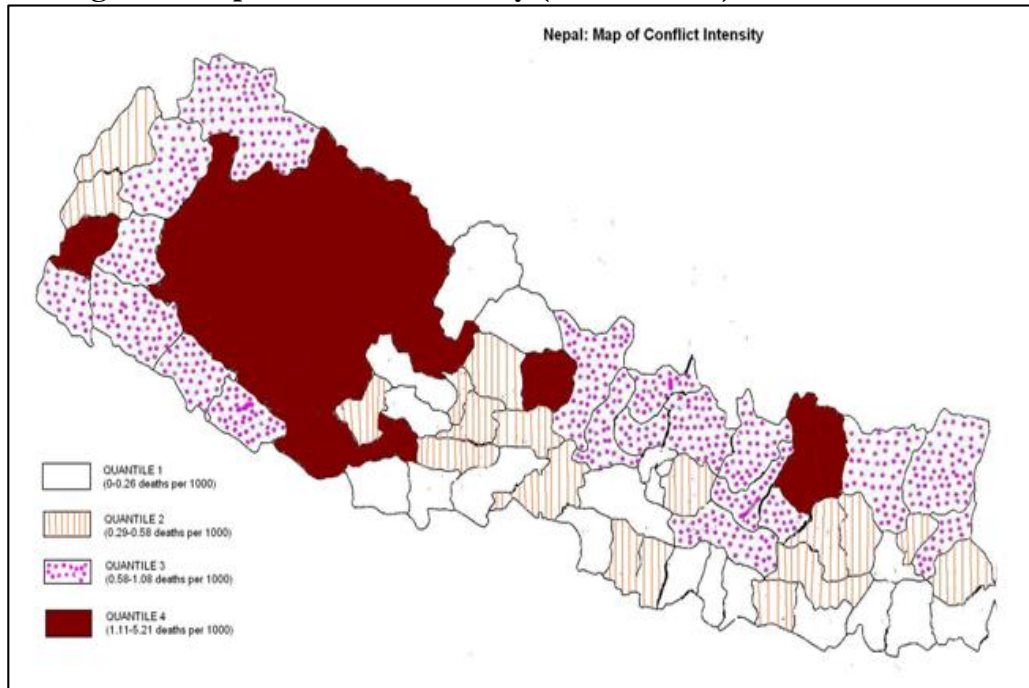 Nepal: Map of Conflict Intensity
QUANTILE 1
(0-0.26 deaths per 1000)
QUANTILE 2
(0.29-0.58 deaths per 1000)
QUANTILE 3
(0.58-1.08 deaths per 1000)
QUANTILE 4
(1.11-5.21 deaths per 1000)